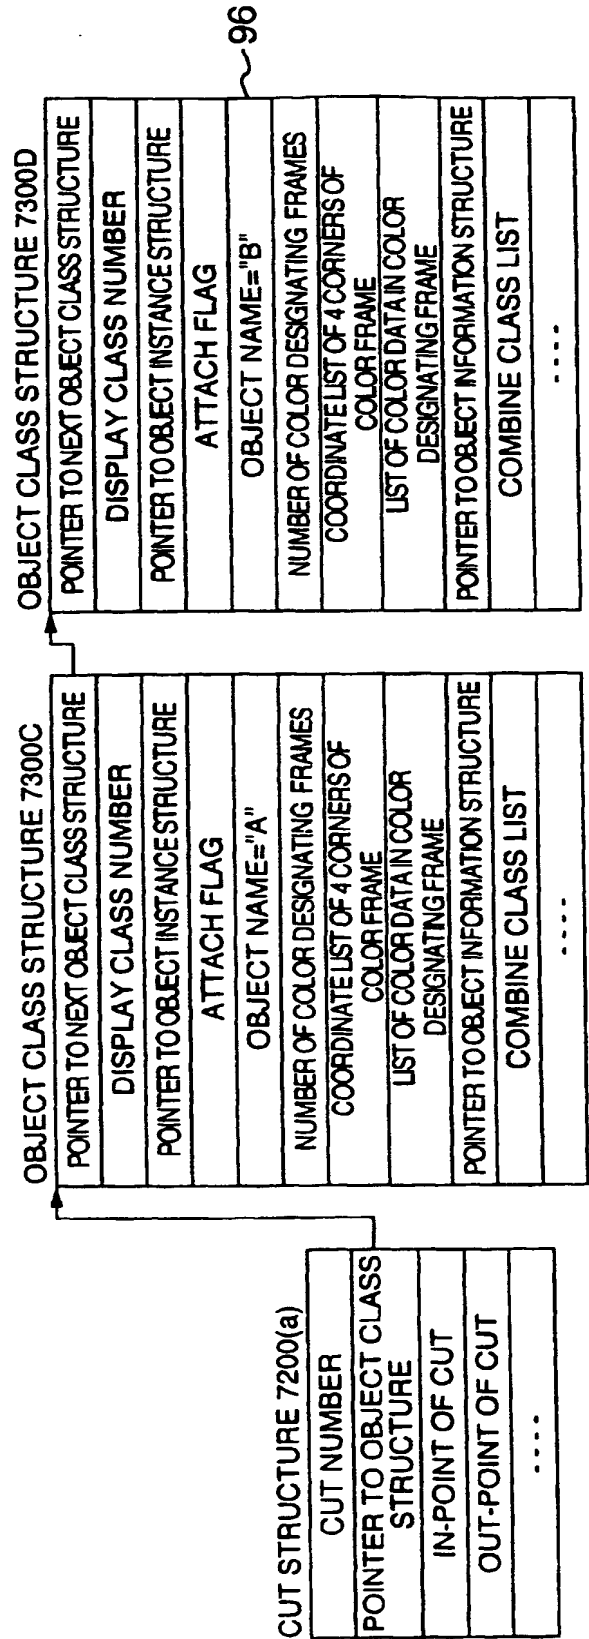 CUT STRUCTURE 7200(a)
CUT NUMBER
POINTER TO OBJECT CLASS
STRUCTURE
IN-POINT OF CUT
OUT-POINT OF CUT
....
OBJECT CLASS STRUCTURE 7300C
POINTER TO NEXT OBJECT CLASS STRUCTURE
DISPLAY CLASS NUMBER
POINTER TO OBJECT INSTANCE STRUCTURE
ATTACH FLAG
OBJECT NAME="A"
NUMBER OF COLOR DESIGNATING FRAMES
COORDINATE LIST OF 4 CORNERS OF
COLOR FRAME
LIST OF COLOR DATA IN COLOR
DESIGNATING FRAME
POINTER TO OBJECT INFORMATION STRUCTURE
COMBINE CLASS LIST
....
OBJECT CLASS STRUCTURE 7300D
POINTER TO NEXT OBJECT CLASS STRUCTURE
DISPLAY CLASS NUMBER
POINTER TO OBJECT INSTANCE STRUCTURE
ATTACH FLAG
OBJECT NAME="B"
NUMBER OF COLOR DESIGNATING FRAMES
COORDINATE LIST OF 4 CORNERS OF
COLOR FRAME
LIST OF COLOR DATA IN COLOR
DESIGNATING FRAME
POINTER TO OBJECT INFORMATION STRUCTURE
COMBINE CLASS LIST
....
96